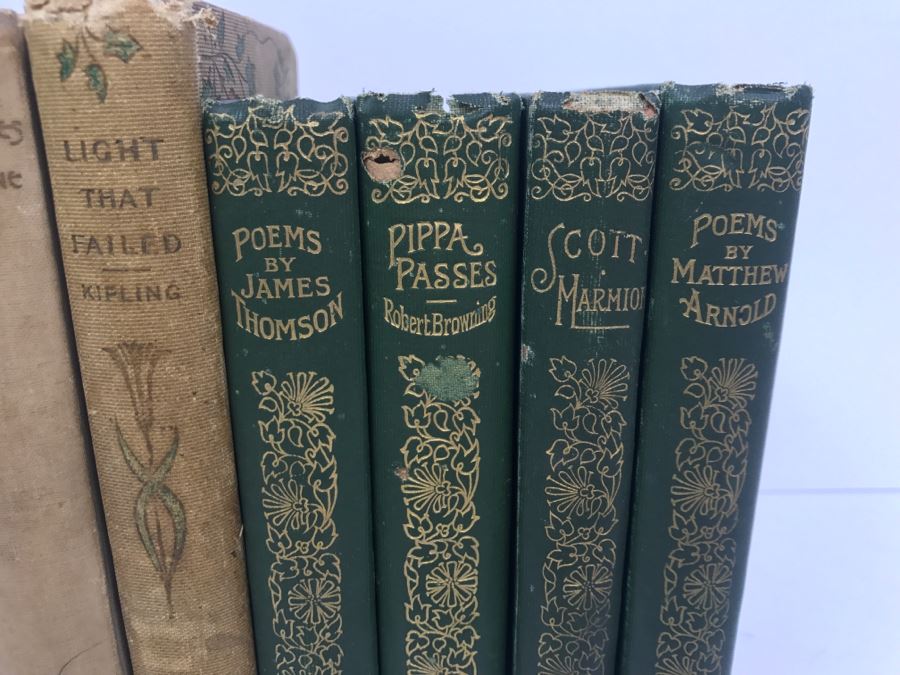 LIGHT
THAT
FAILED
KIPLING
POEMS
BY
JAMES
THOMSON
PIPPA
PASSES
Robert Browning
SCOTT
MARMION
POEMS
BY
MATTHEW
ARNOLD